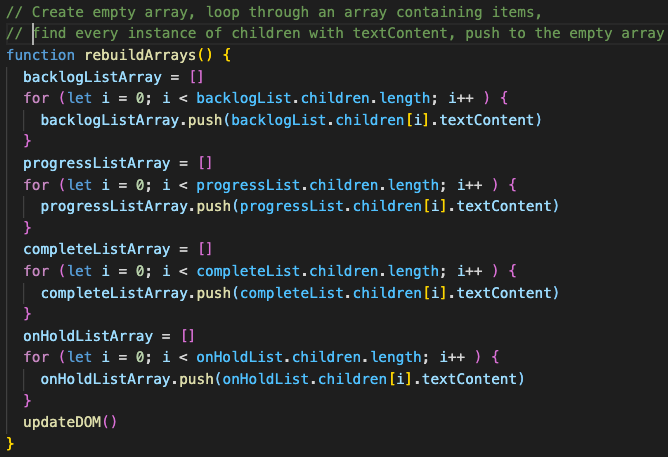 // Create empty array, loop through an array containing items,
// find every instance of children with textContent, push to the empty array
function rebuildArrays() {
  backlogListArray = []
  for (let i = 0; i < backlogList.children.length; i++ ) {
    backlogListArray.push(backlogList.children[i].textContent)
  }
  progressListArray = []
  for (let i = 0; i < progressList.children.length; i++ ) {
    progressListArray.push(progressList.children[i].textContent)
  }
  completeListArray = []
  for (let i = 0; i < completeList.children.length; i++ ) {
    completeListArray.push(completeList.children[i].textContent)
  }
  onHoldListArray = []
  for (let i = 0; i < onHoldList.children.length; i++ ) {
    onHoldListArray.push(onHoldList.children[i].textContent)
  }
  updateDOM()
}